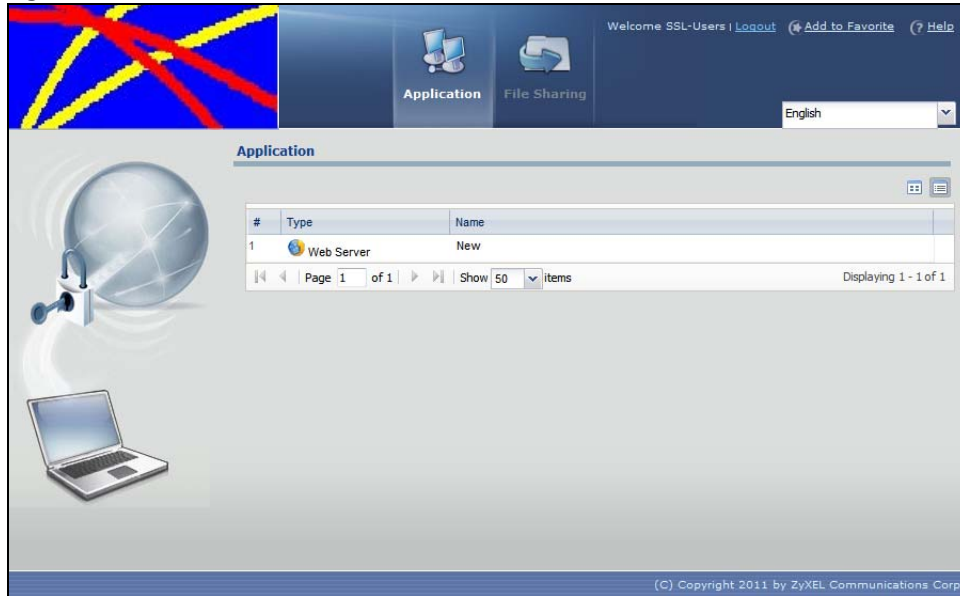 Welcome SSL-Users | Logout Add to Favorite ? Help
Application File Sharing
English
Application
# Type Name
1 Web Server New
Page 1 of 1 Show 50 items Displaying 1 - 1 of 1
(C) Copyright 2011 by ZyXEL Communications Corp